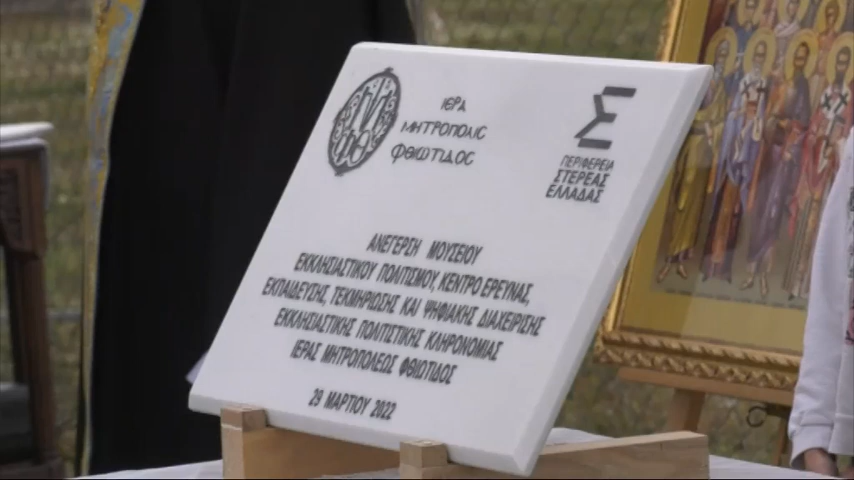 ΙΕΡΑ
ΜΗΤΡΟΠΟΛΙΣ
ΦΘΙΩΤΙΔΟΣ
Σ
ΠΕΡΙΦΕΡΕΙΑ
ΣΤΕΡΕΑΣ
ΕΛΛΑΔΑΣ
ΑΝΕΓΕΡΣΗ ΜΟΥΣΕΙΟΥ
ΕΚΚΛΗΣΙΑΣΤΙΚΟΥ ΠΟΛΙΤΙΣΜΟΥ, ΚΕΝΤΡΟ ΕΡΕΥΝΑΣ,
ΕΚΠΑΙΔΕΥΣΗΣ, ΤΕΚΜΗΡΙΩΣΗΣ ΚΑΙ ΨΗΦΙΑΚΗΣ ΔΙΑΧΕΙΡΙΣΗΣ
ΕΚΚΛΗΣΙΑΣΤΙΚΗΣ ΠΟΛΙΤΙΣΤΙΚΗΣ ΚΛΗΡΟΝΟΜΙΑΣ
ΙΕΡΑΣ ΜΗΤΡΟΠΟΛΕΩΣ ΦΘΙΩΤΙΔΟΣ
29 ΜΑΡΤΙΟΥ 2022